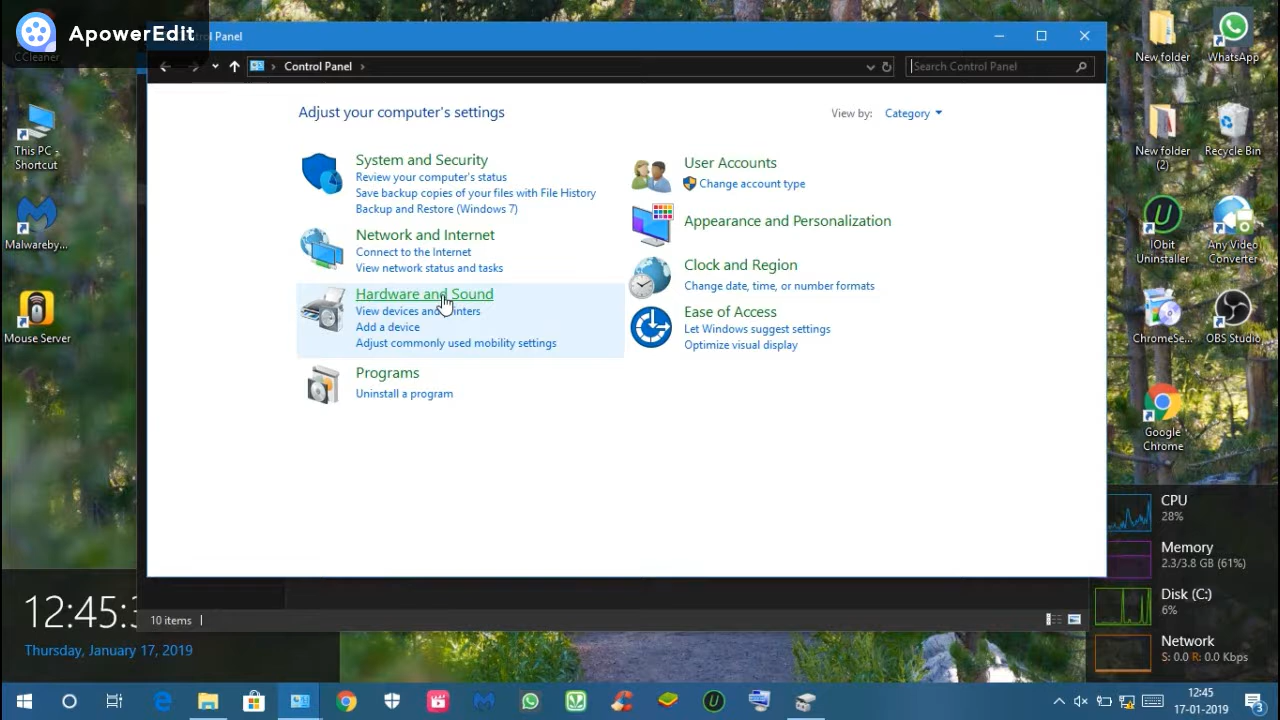 ApowerEdit
CCleaner
This PC -
Shortcut
Malwareby...
Mouse Server
Control Panel
Search Control Panel
Adjust your computer's settings
View by:
Category
System and Security
Review your computer's status
Save backup copies of your files with File History
Backup and Restore (Windows 7)
Network and Internet
Connect to the Internet
View network status and tasks
Hardware and Sound
View devices and printers
Add a device
Adjust commonly used mobility settings
Programs
Uninstall a program
User Accounts
Change account type
Appearance and Personalization
Clock and Region
Change date, time, or number formats
Ease of Access
Let Windows suggest settings
Optimize visual display
10 items
New folder
WhatsApp
New folder
(2)
Recycle Bin
IObit
Uninstaller
Any Video
Converter
ChromeSe...
OBS Studio
Google
Chrome
CPU
28%
Memory
2.3/3.8 GB (61%)
Disk (C:)
6%
Network
S: 0.0 R: 0.0 Kbps
12:45:3
Thursday, January 17, 2019
12:45
17-01-2019
3